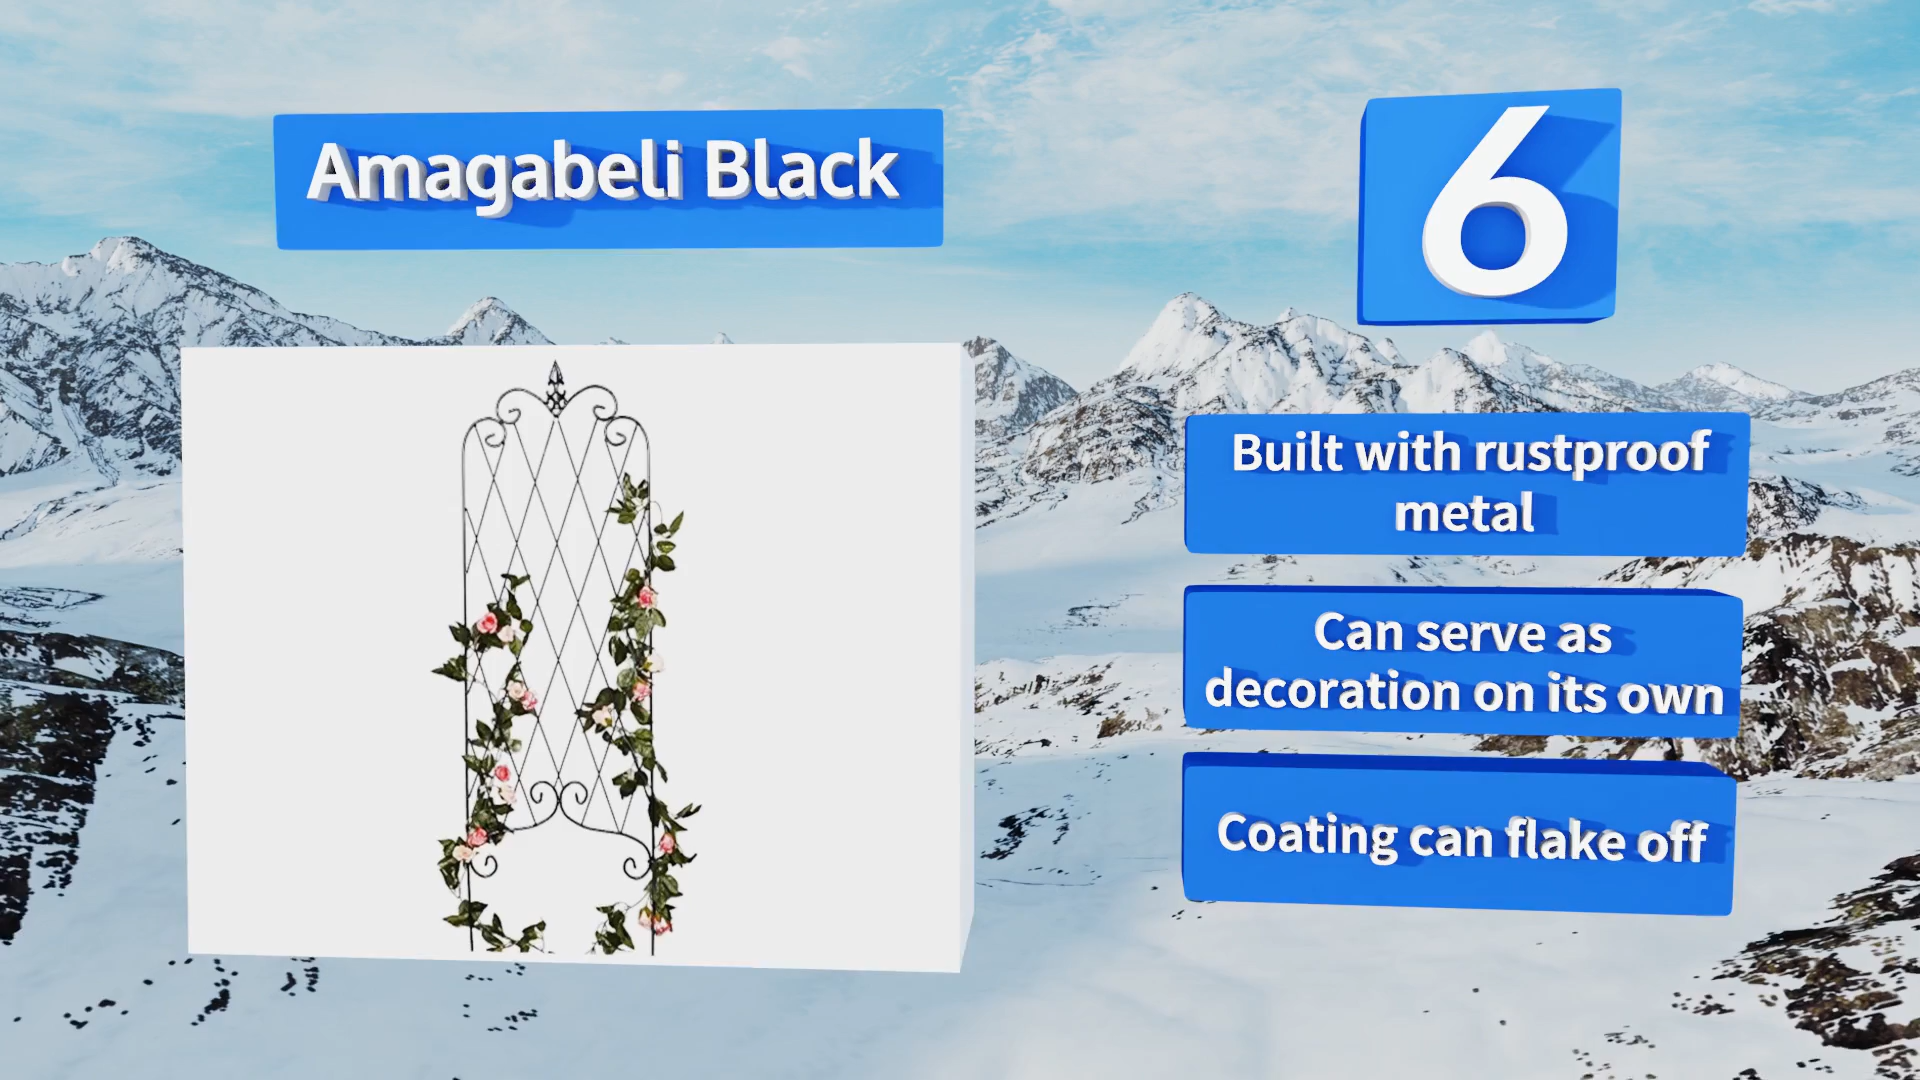 Amagabeli Black
6
Built with rustproof
metal
Can serve as
decoration on its own
Coating can flake off